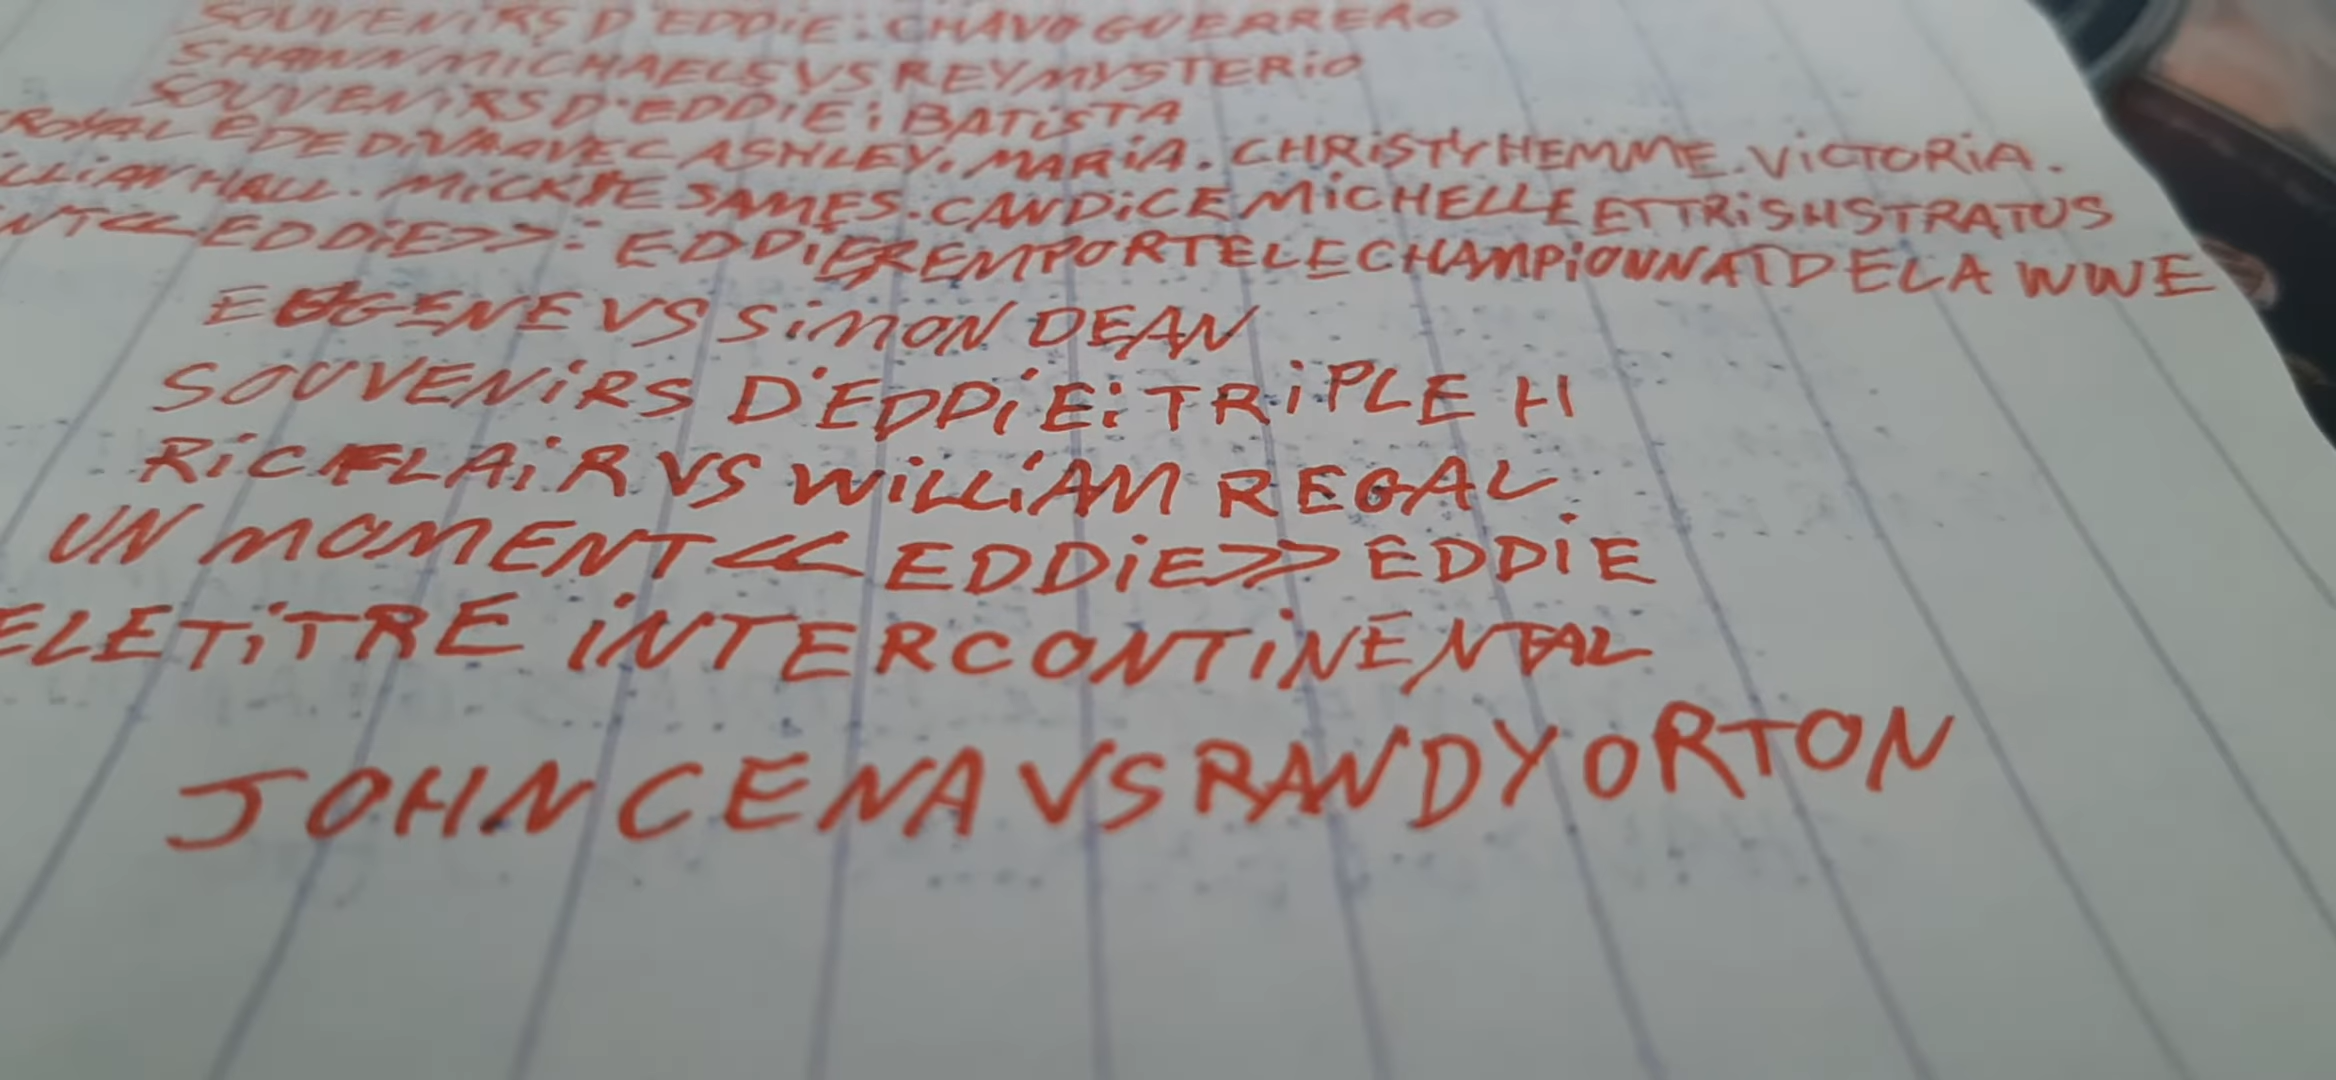 SOUVENIRS D'EDDIE: CHAVO GUERRERO
SHAWN MICHAELS VS REY MYSTERIO
SOUVENIRS D'EDDIE: BATISTA
ROYAL EDE DIVA AVEC ASHLEY. MARIA. CHRISTY HEMME. VICTORIA.
ILLIAN HALL. MICKIE JAMES. CANDICE MICHELLE ET TRISH STRATUS
NT << EDDIE >>: EDDIE REMPORTE LE CHAMPIONNAT DE LA WWE
EUGENE VS SIMON DEAN
SOUVENIRS D'EDDIE: TRIPLE H
RIC FLAIR VS WILLIAM REGAL
UN MOMENT << EDDIE >> EDDIE
E LE TITRE INTERCONTINENTAL
JOHN CENA VS RANDY ORTON